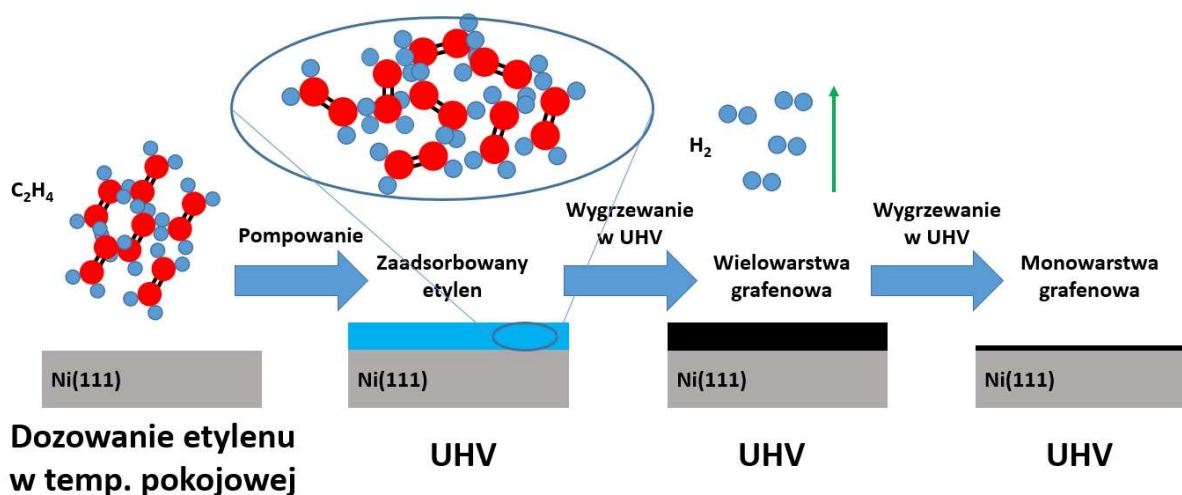 C2H4
Pompowanie
Zaadsorbowany
etylen
Wygrzewanie
w UHV
H2
Wielowarstwa
grafenowa
Wygrzewanie
w UHV
Monowarstwa
grafenowa
Ni(111)
Ni(111)
Ni(111)
Ni(111)
Dozowanie etylenu
w temp. pokojowej
UHV
UHV
UHV